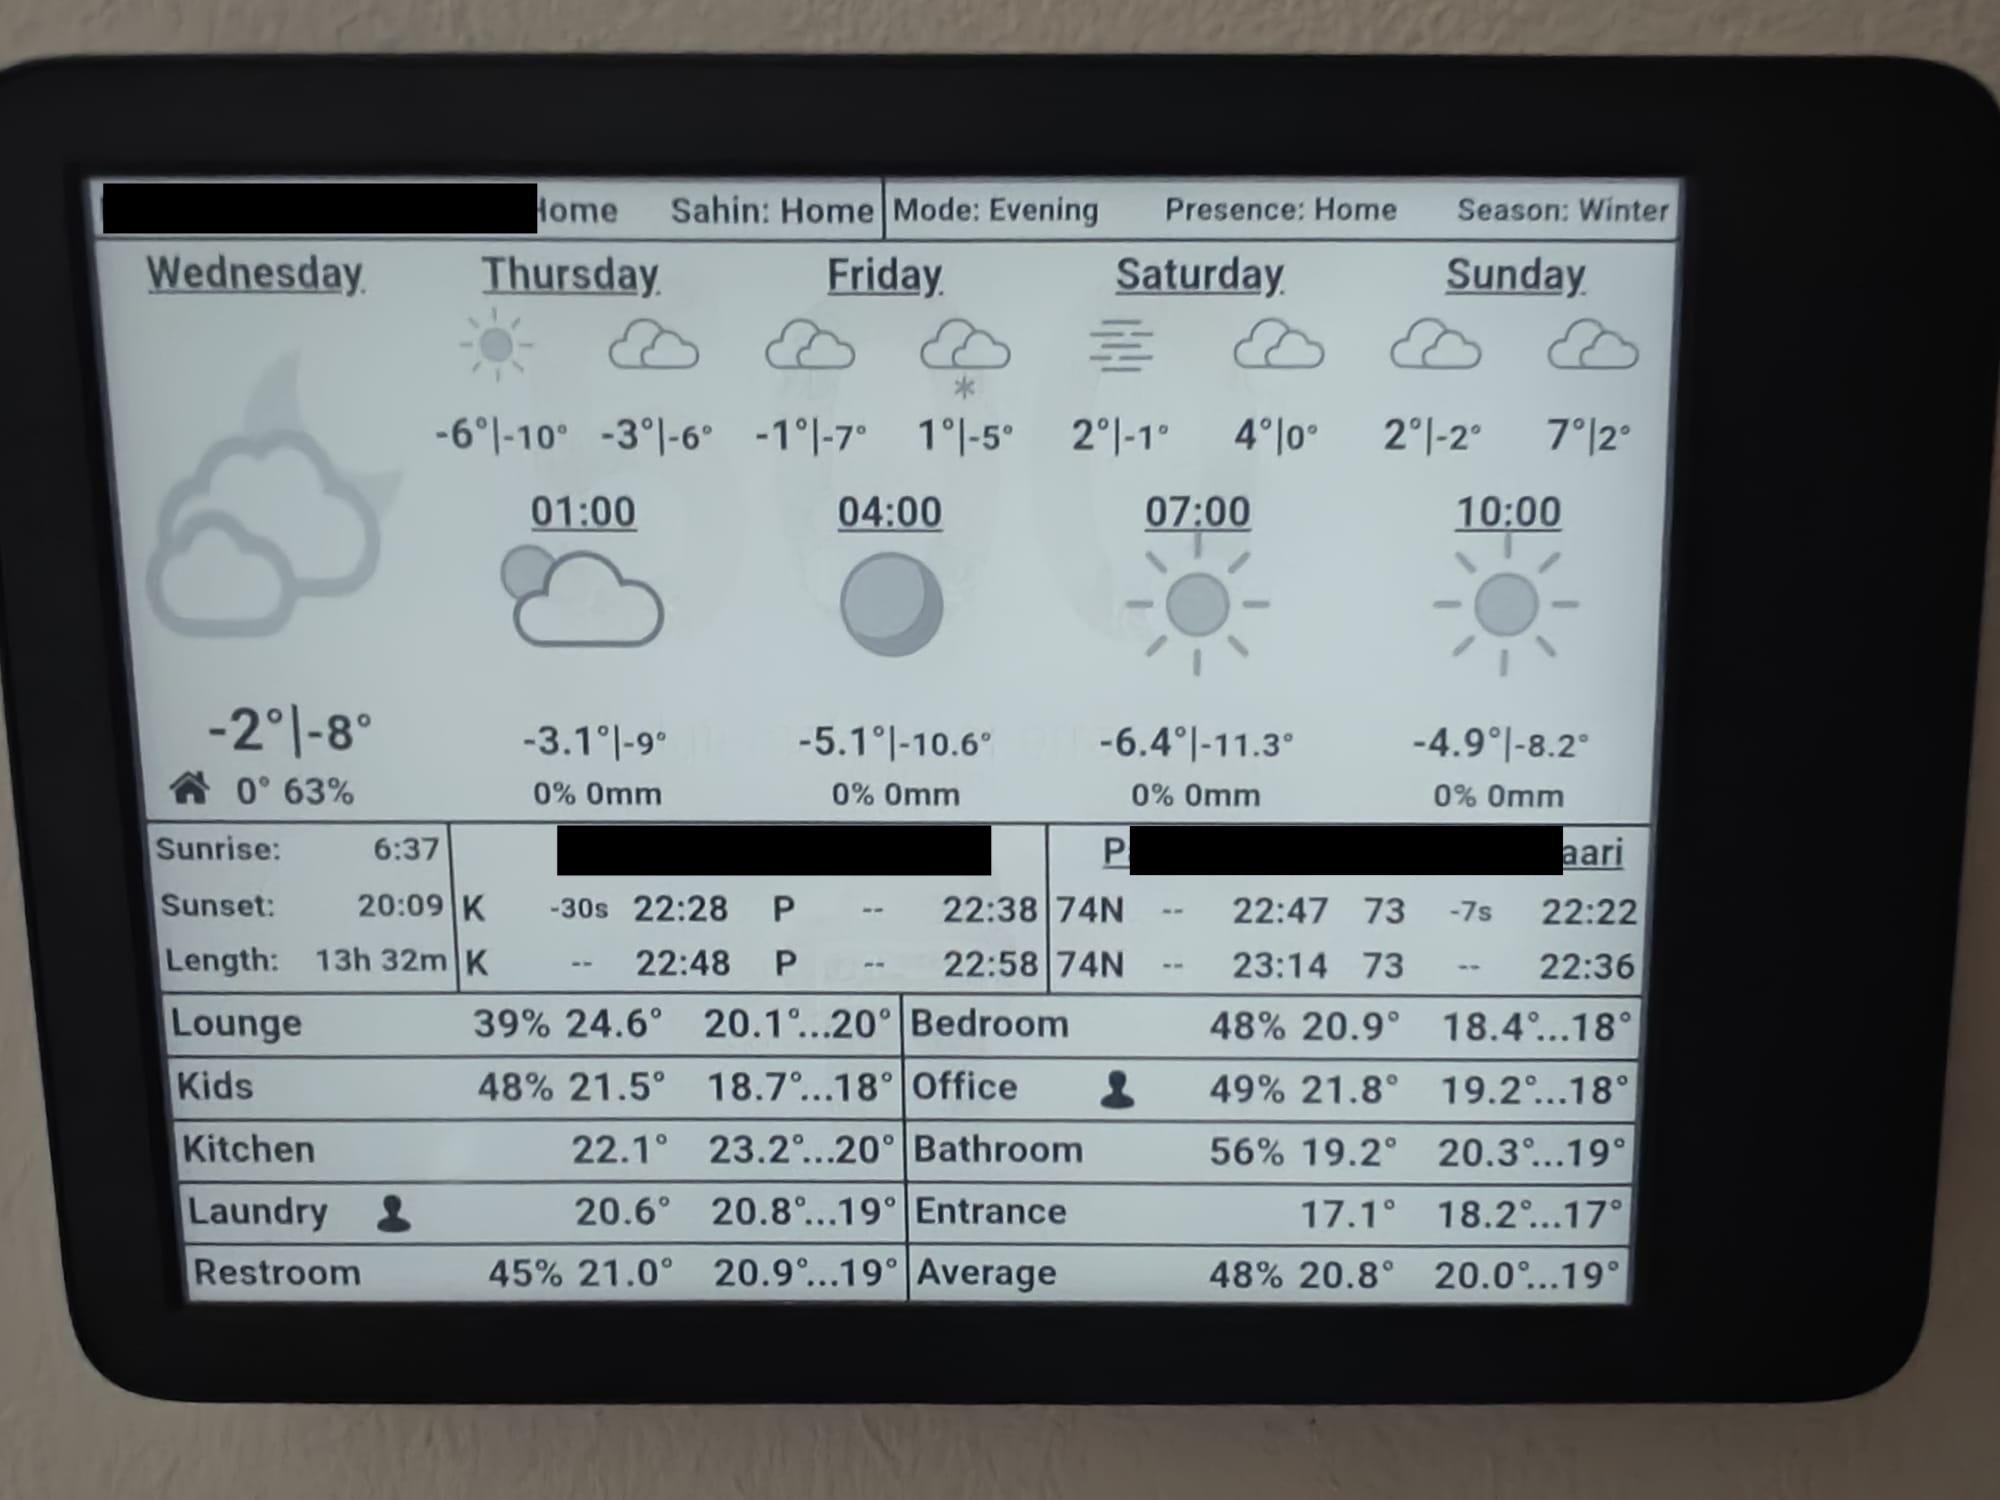 Sahin: Home Mode: Evening Presence: Home Season: Winter
Wednesday Thursday Friday Saturday Sunday
-6°|-10° -3°|-6° -1°|-7° 1°|-5° 2°|-1° 4°|0° 2°|-2° 7°|2°
01:00 04:00 07:00 10:00
-2°|-8° -3.1°|-9° -5.1°|-10.6° -6.4°|-11.3° -4.9°|-8.2°
0° 63% 0% 0mm 0% 0mm 0% 0mm 0% 0mm
Sunrise: 6:37
Sunset: 20:09 K -30s 22:28 P -- 22:38 74N -- 22:47 73 -7s 22:22
Length: 13h 32m K -- 22:48 P -- 22:58 74N -- 23:14 73 -- 22:36
Lounge 39% 24.6° 20.1°...20° Bedroom 48% 20.9° 18.4°...18°
Kids 48% 21.5° 18.7°...18° Office 49% 21.8° 19.2°...18°
Kitchen 22.1° 23.2°...20° Bathroom 56% 19.2° 20.3°...19°
Laundry 20.6° 20.8°...19° Entrance 17.1° 18.2°...17°
Restroom 45% 21.0° 20.9°...19° Average 48% 20.8° 20.0°...19°